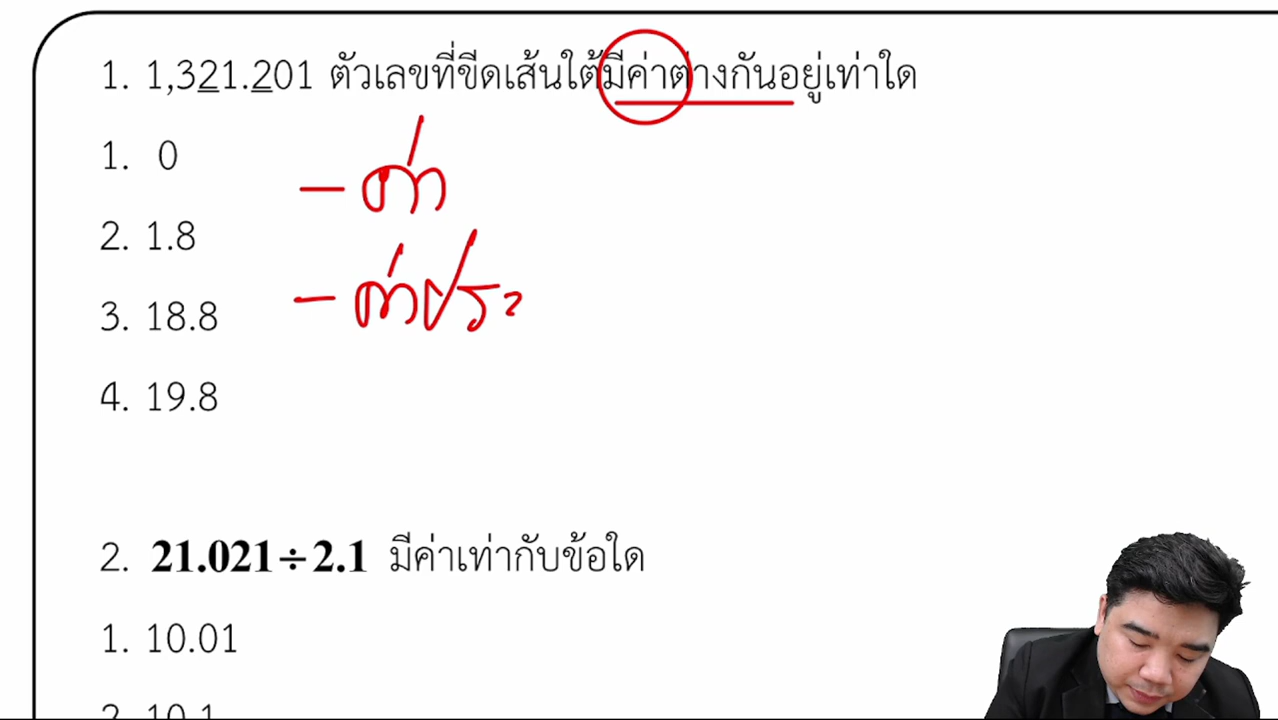 1. 1,321.201 ตัวเลขที่ขีดเส้นใต้มีค่าต่างกันอยู่เท่าใด
1. 0
- ค่า
2. 1.8
- ค่าประ
3. 18.8
4. 19.8
2. 21.021÷2.1 มีค่าเท่ากับข้อใด
1. 10.01
2. 10.1